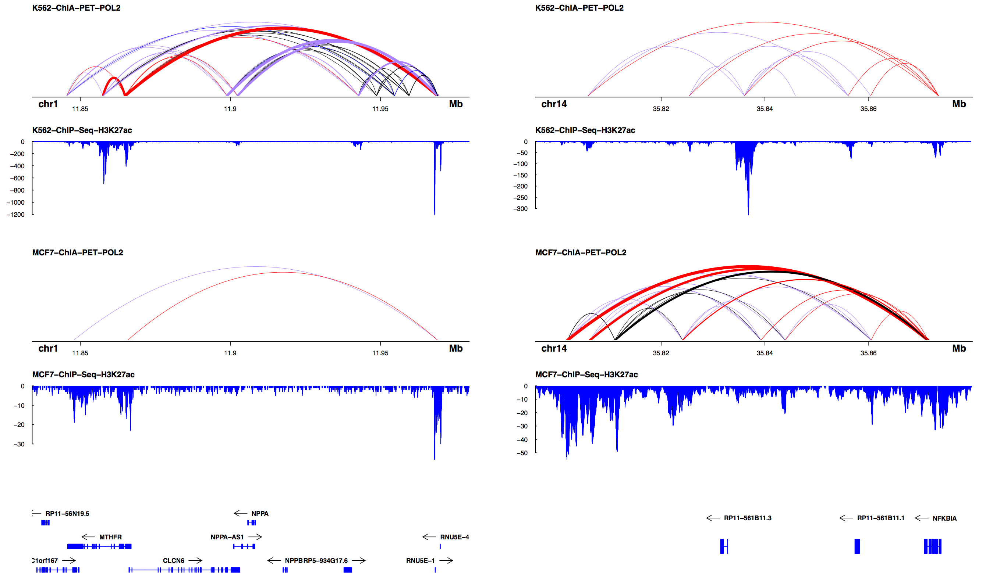 K562–ChIA–PET–POL2
chr1
Mb
11.85 11.9 11.95
K562–ChIP–Seq–H3K27ac
0
−200
−400
−600
−800
−1000
−1200
MCF7–ChIA–PET–POL2
chr1
Mb
11.85 11.9 11.95
MCF7–ChIP–Seq–H3K27ac
0
−10
−20
−30
RP11−56N19.5 NPPA
MTHFR NPPA−AS1 RNU5E−4
C1orf167 CLCN6 NPPB RP5−934G17.6 RNU5E−1
K562–ChIA–PET–POL2
chr14
Mb
35.82 35.84 35.86
K562–ChIP–Seq–H3K27ac
0
−50
−100
−150
−200
−250
−300
MCF7–ChIA–PET–POL2
chr14
Mb
35.82 35.84 35.86
MCF7–ChIP–Seq–H3K27ac
0
−10
−20
−30
−40
−50
RP11−561B11.3 RP11−561B11.1 NFKBIA